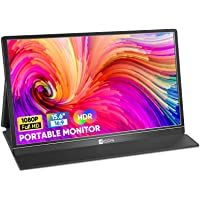 1080P
Full HD
15.6"
16:9
HDR
PORTABLE MONITOR